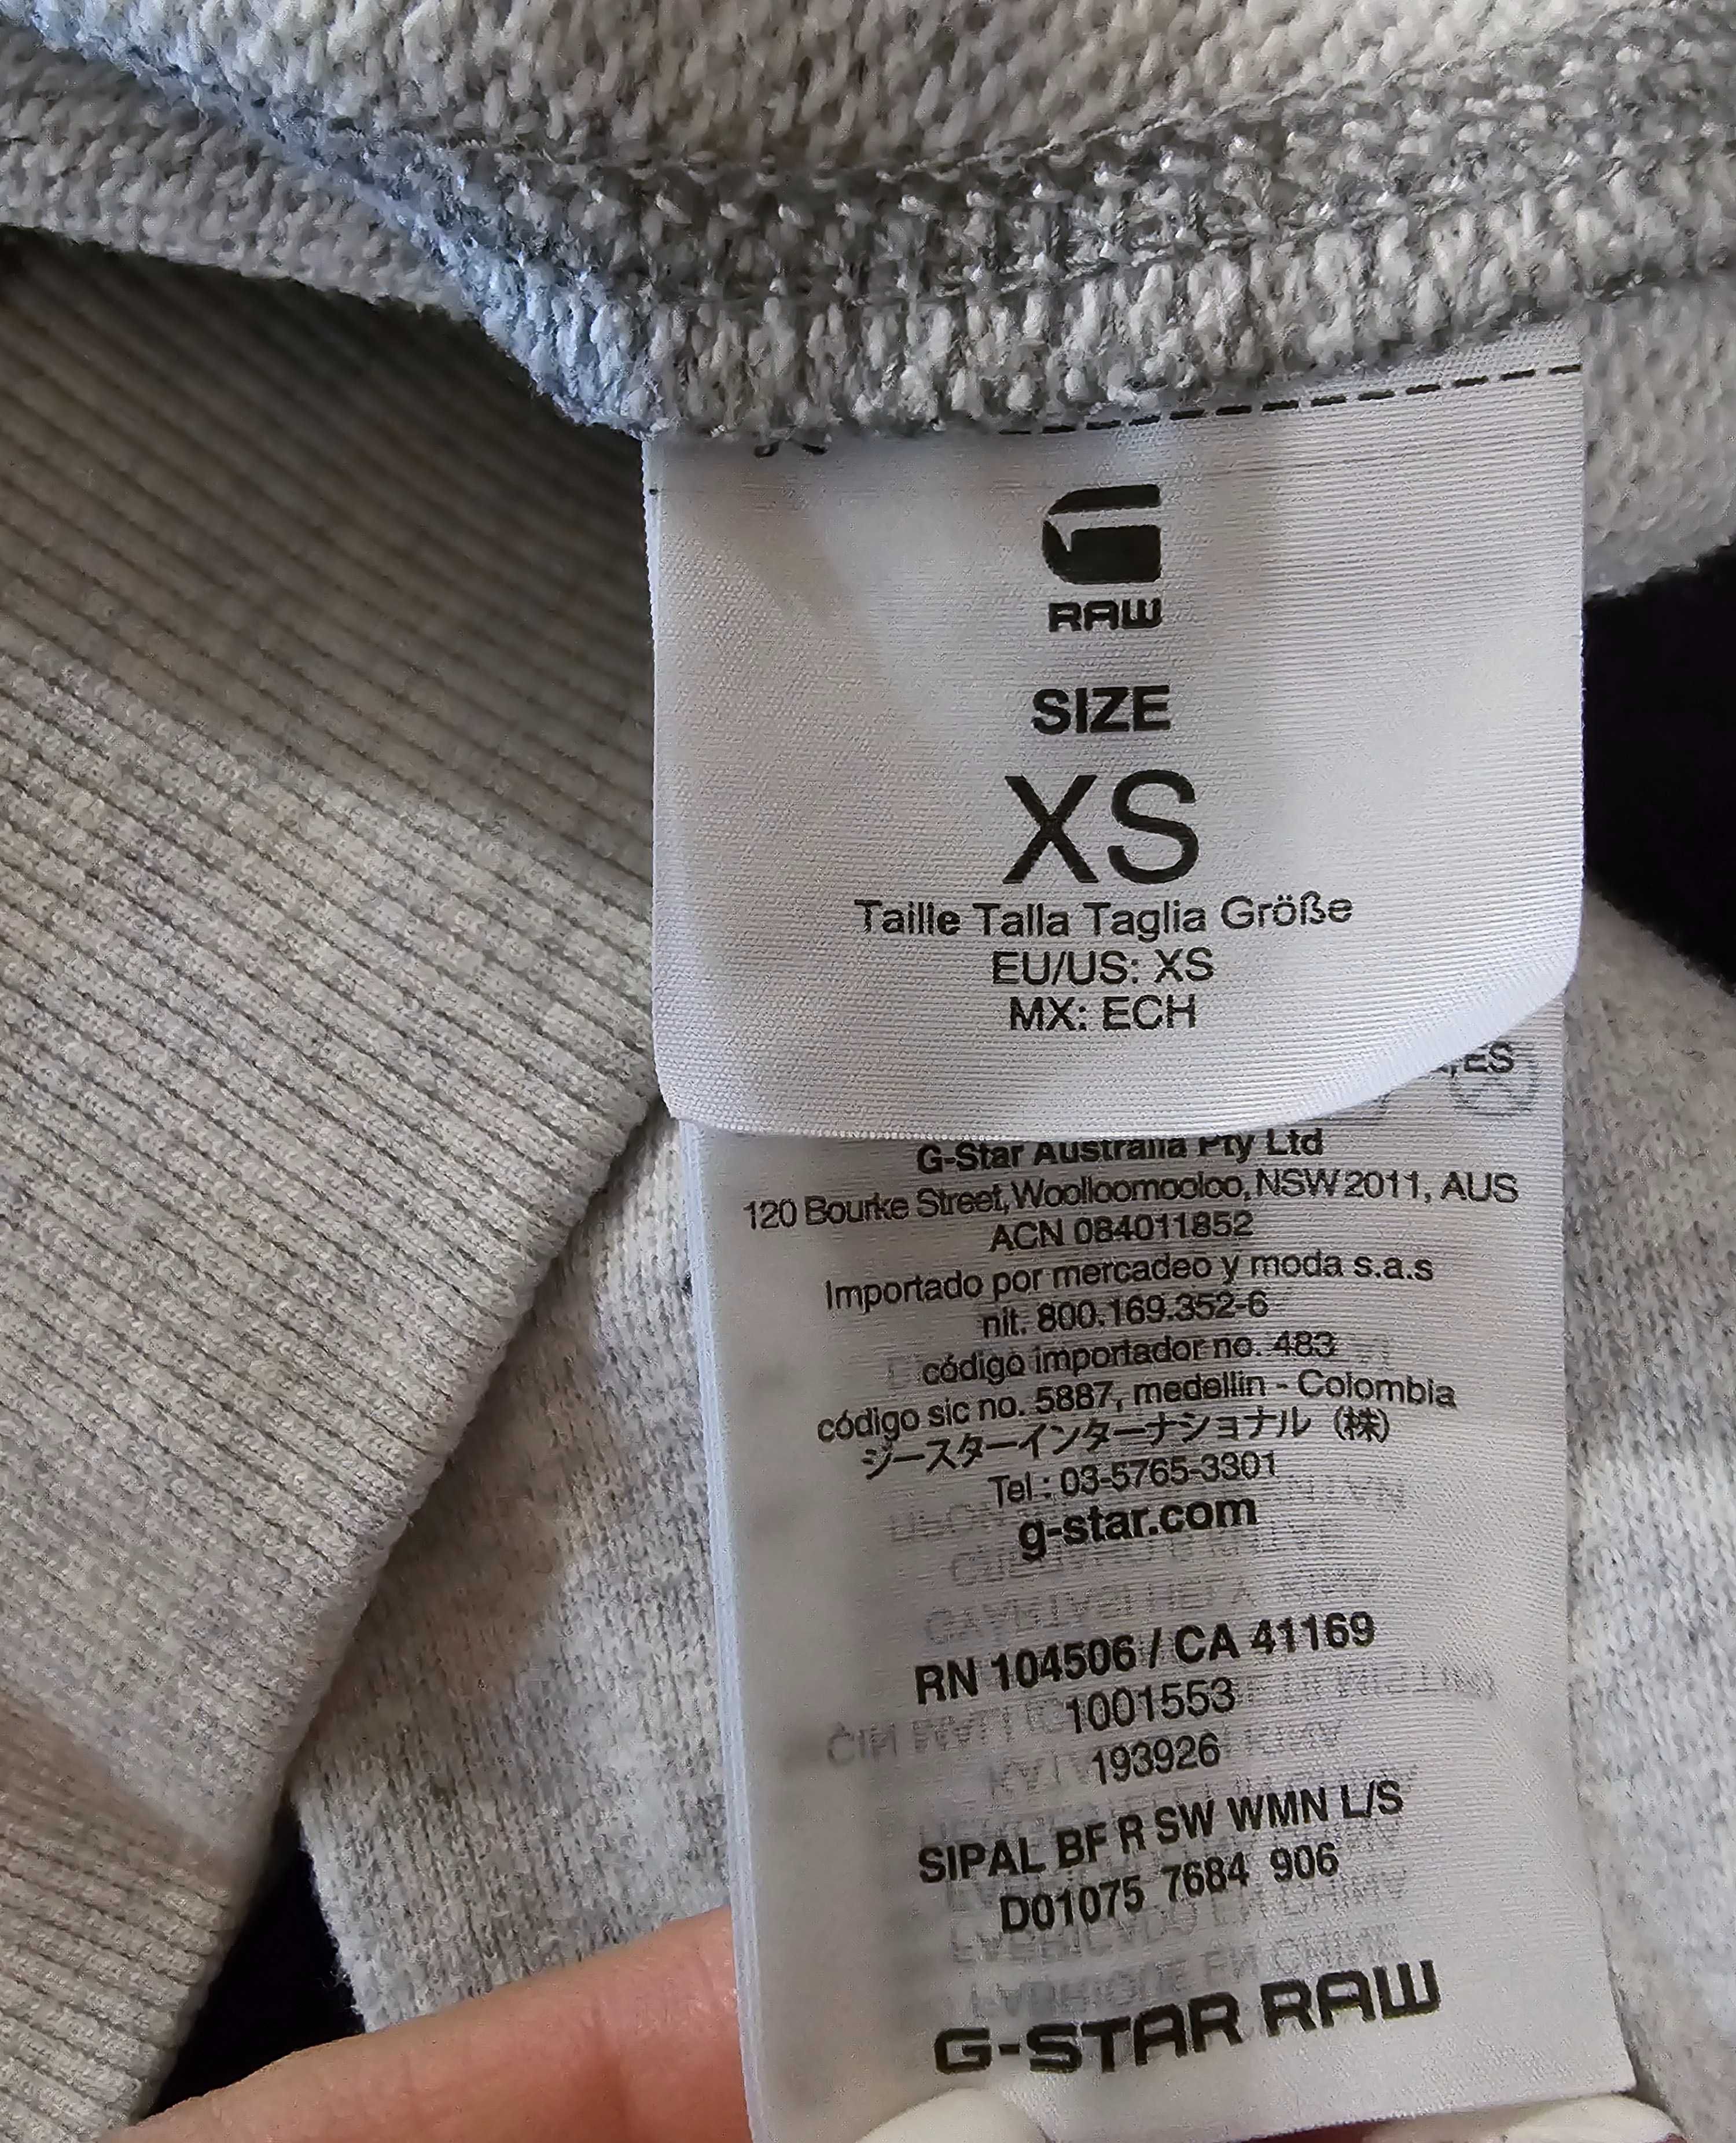 RAW
SIZE
XS
Taille Talla Taglia Größe
EU/US: XS
MX: ECH
,ES
G-Star Australia Pty Ltd
120 Bourke Street, Woolloomooloo, NSW 2011, AUS
ACN 084011852
Importado por mercadeo y moda s.a.s
nit. 800.169.352-6
código importador no. 483
código sic no. 5887, medellin - Colombia
ジースターインターナショナル（株）
Tel : 03-5765-3301
g-star.com
RN 104506 / CA 41169
1001553
193926
SIPAL BF R SW WMN L/S
D01075 7684 906
G-STAR RAW